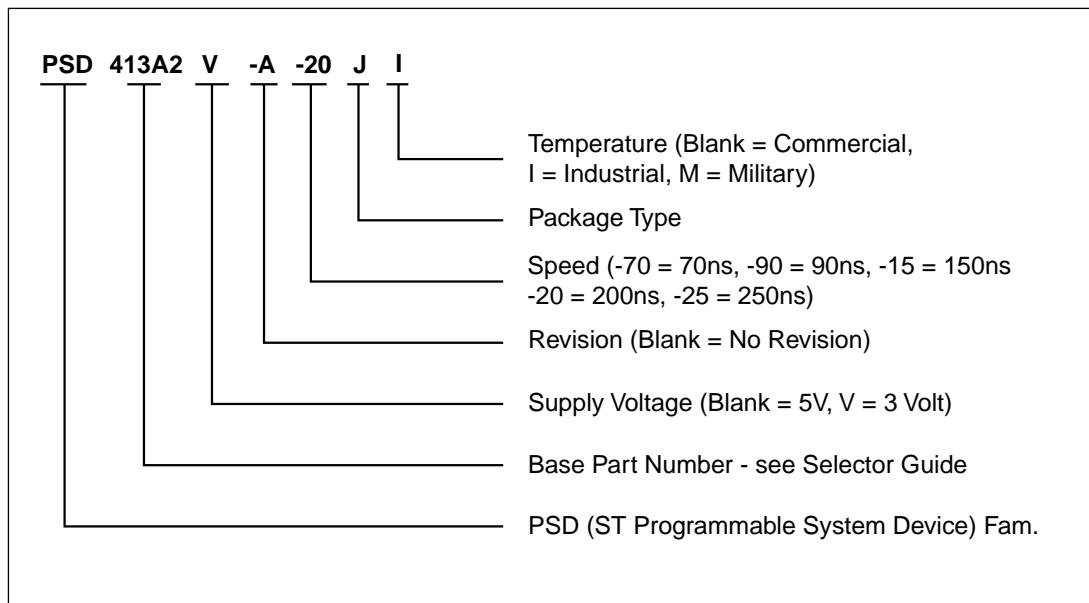 PSD 413A2 V -A -20 J I
Temperature (Blank = Commercial,
I = Industrial, M = Military)
Package Type
Speed (-70 = 70ns, -90 = 90ns, -15 = 150ns
-20 = 200ns, -25 = 250ns)
Revision (Blank = No Revision)
Supply Voltage (Blank = 5V, V = 3 Volt)
Base Part Number - see Selector Guide
PSD (ST Programmable System Device) Fam.